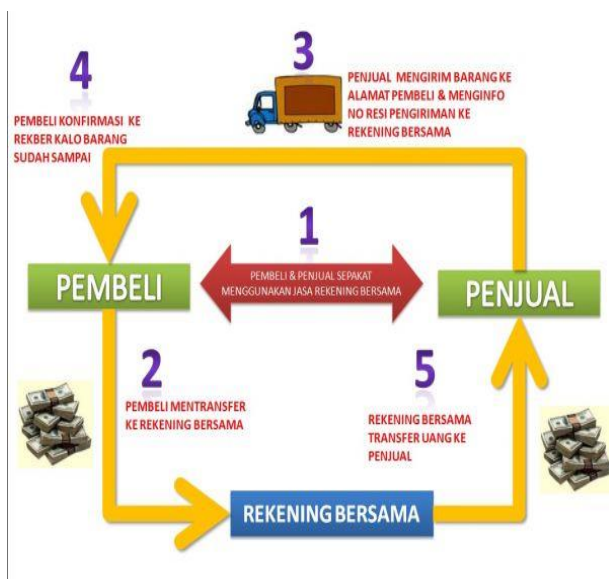 4
PEMBELI KONFIRMASI KE
REKBER KALO BARANG
SUDAH SAMPAI
3
PENJUAL MENGIRIM BARANG KE
ALAMAT PEMBELI & MENGINFO
NO RESI PENGIRIMAN KE
REKENING BERSAMA
1
PEMBELI & PENJUAL SEPAKAT
MENGGUNAKAN JASA REKENING BERSAMA
PEMBELI
PENJUAL
2
PEMBELI MENTRANSFER
KE REKENING BERSAMA
5
REKENING BERSAMA
TRANSFER UANG KE
PENJUAL
REKENING BERSAMA